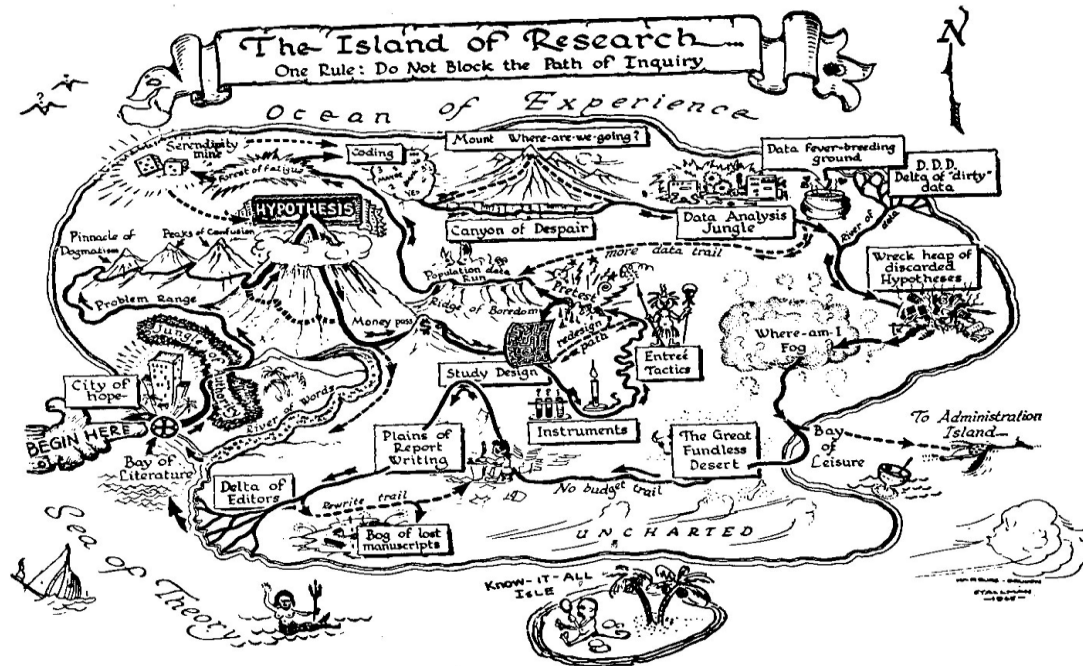 The Island of Research...
One Rule: Do Not Block the Path of Inquiry
N
Ocean of Experience
Serendipity
mine
Forest of Fatigue
Coding
Mount Where-are-we-going?
Data fever-breeding
ground
D.D.D.
Delta of "dirty"
data
HYPOTHESIS
Canyon of Despair
Data Analysis
Jungle
River of
data
Pinnacle of
Dogmatism
Peaks of Confusion
Population data
Run
more data trail
Wreck heap of
discarded
Hypotheses
Problem Range
Ridge of Boredom
Pretest
Hill
Money pass
redesign
path
Where-am-I
Fog
Jungle of
Authority
Entreé
Tactics
City of
hope
Study Design
River of Words
BEGIN HERE
Instruments
Bay of
Literature
Plains of
Report
Writing
The Great
Fundless
Desert
Bay
of
Leisure
To Administration
Island
Delta of
Editors
Rewrite trail
No budget trail
Bog of lost
manuscripts
UNCHARTED
Sea of Theory
KNOW-IT-ALL
ISLE